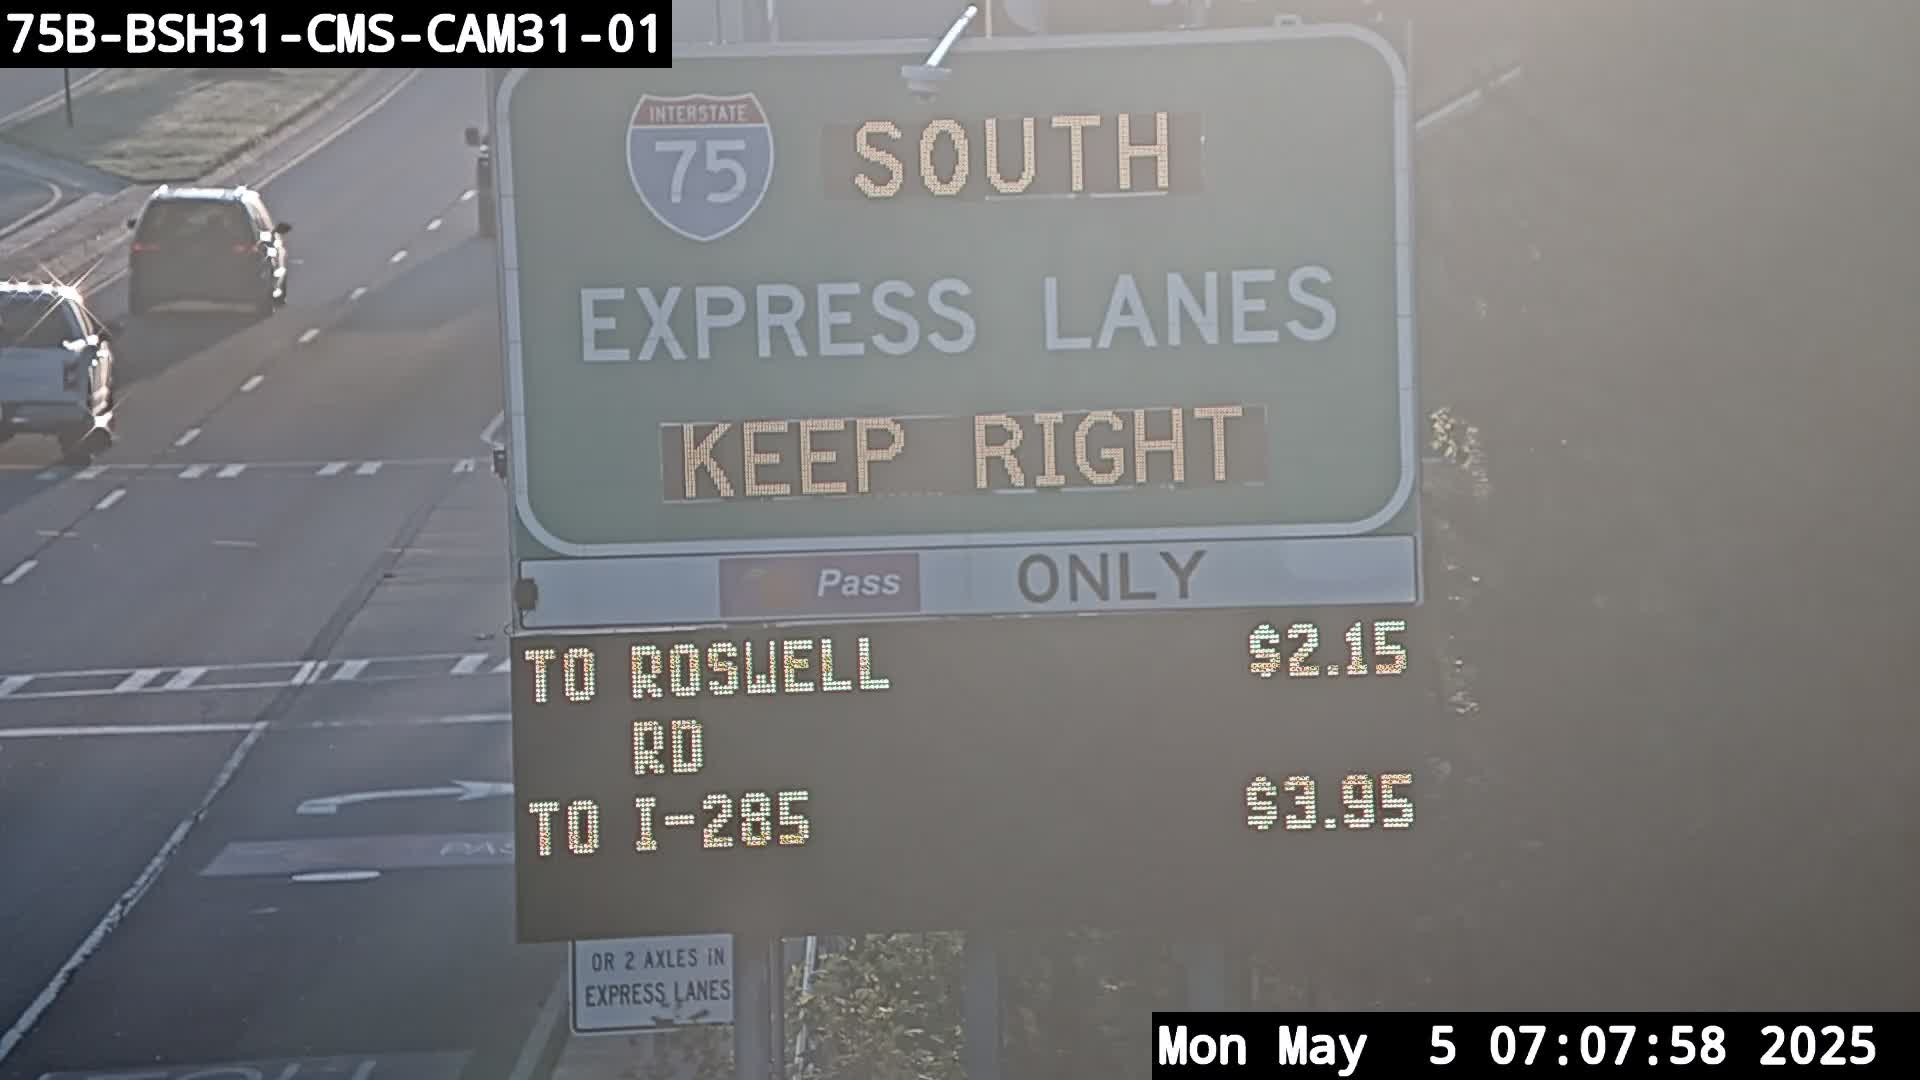 75B-BSH31-CMS-CAM31-01
INTERSTATE
75
SOUTH
EXPRESS LANES
KEEP RIGHT
Pass ONLY
TO ROSWELL $2.15
RD
TO I-285 $3.95
OR 2 AXLES IN
EXPRESS LANES
Mon May 5 07:07:58 2025